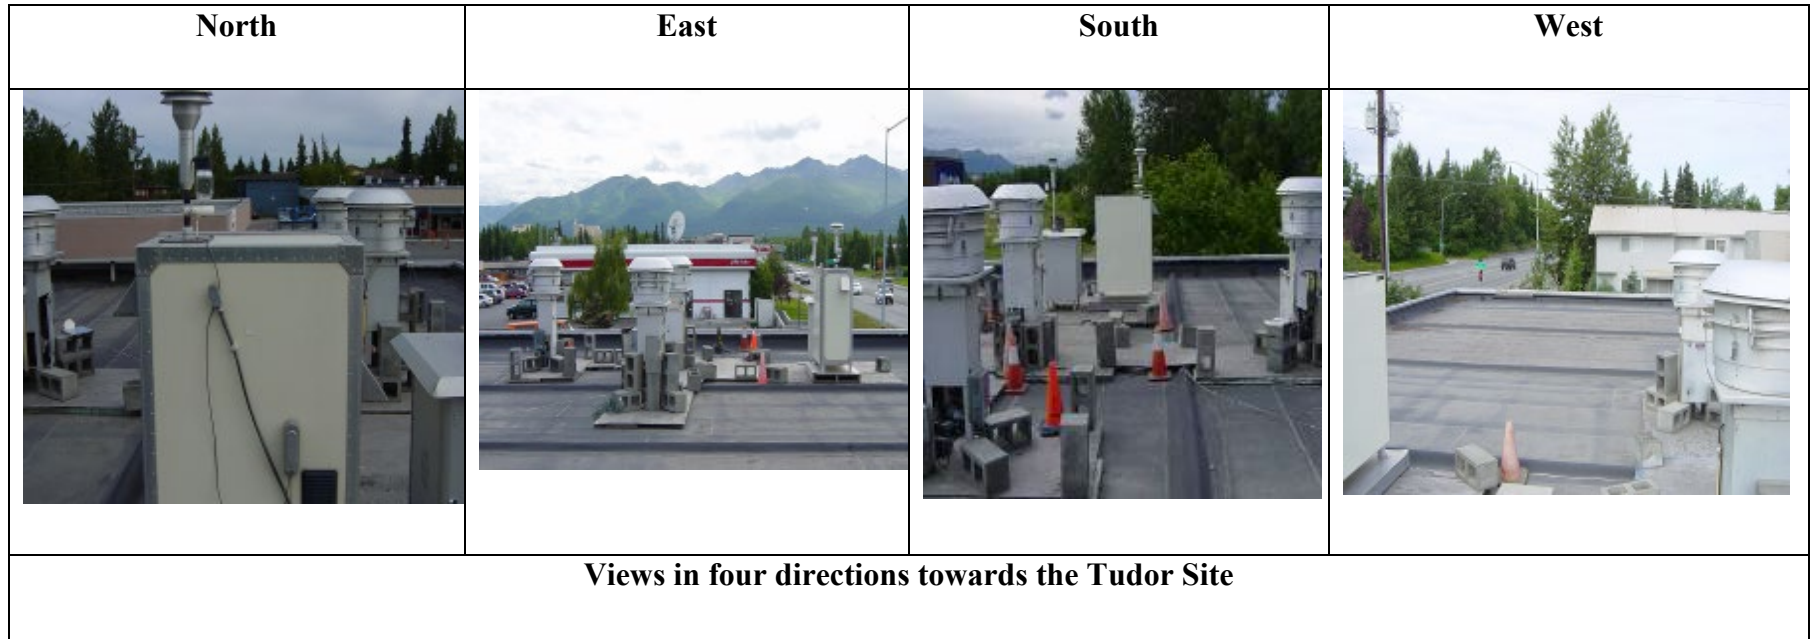 North
East
South
West
Views in four directions towards the Tudor Site